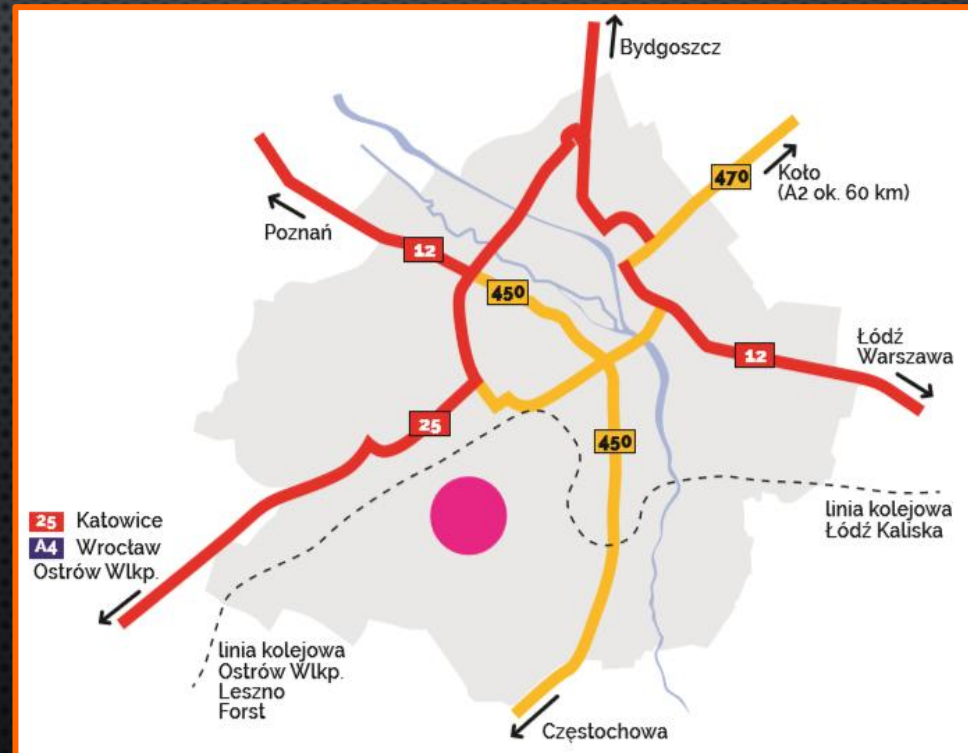 Bydgoszcz
470
Koło
(A2 ok. 60 km)
Poznań
12
450
Łódź
Warszawa
12
25
450
linia kolejowa
Łódź Kaliska
25 Katowice
A4 Wrocław
Ostrów Wlkp.
linia kolejowa
Ostrów Wlkp.
Leszno
Forst
Częstochowa